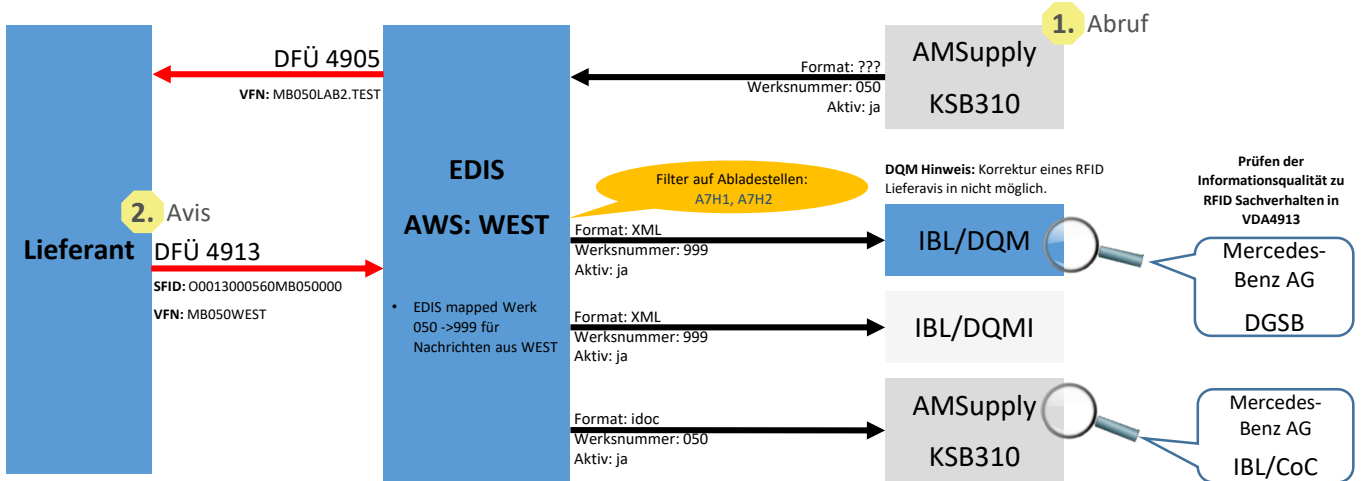 1. Abruf
AMSupply
KSB310
Format: ???
Werksnummer: 050
Aktiv: ja
DFÜ 4905
VFN: MB050LAB2.TEST
EDIS
AWS: WEST
• EDIS mapped Werk
050 ->999 für
Nachrichten aus WEST
Lieferant
2. Avis
DFÜ 4913
SFID: O0013000560MB050000
VFN: MB050WEST
Filter auf Abladestellen:
A7H1, A7H2
Format: XML
Werksnummer: 999
Aktiv: ja
DQM Hinweis: Korrektur eines RFID
Lieferavis in nicht möglich.
IBL/DQM
Prüfen der
Informationsqualität zu
RFID Sachverhalten in
VDA4913
Mercedes-
Benz AG
DGSB
Format: XML
Werksnummer: 999
Aktiv: ja
IBL/DQMI
Format: idoc
Werksnummer: 050
Aktiv: ja
AMSupply
KSB310
Mercedes-
Benz AG
IBL/CoC